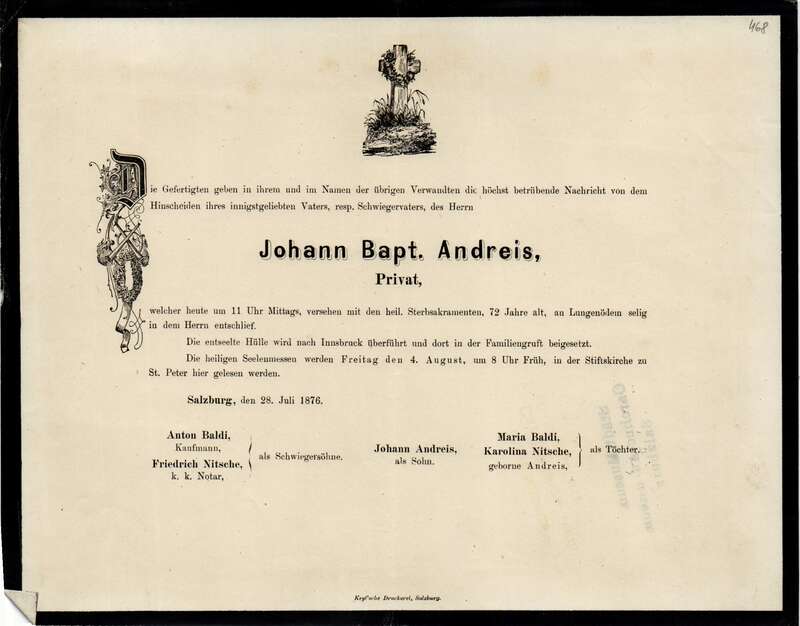 468
Die Gefertigten geben in ihrem und im Namen der übrigen Verwandten die höchst betrübende Nachricht von dem
Hinscheiden ihres innigstgeliebten Vaters, resp. Schwiegervaters, des Herrn
Johann Bapt. Andreis,
Privat,
welcher heute um 11 Uhr Mittags, versehen mit den heil. Sterbsakramenten, 72 Jahre alt, an Lungenödem selig
in dem Herrn entschlief.
Die entseelte Hülle wird nach Innsbruck überführt und dort in der Familiengruft beigesetzt.
Die heiligen Seelenmessen werden Freitag den 4. August, um 8 Uhr Früh, in der Stiftskirche zu
St. Peter hier gelesen werden.
Salzburg, den 28. Juli 1876.
Anton Baldi,
Kaufmann,
Friedrich Nitsche,
k. k. Notar,
als Schwiegersöhne.
Johann Andreis,
als Sohn.
Maria Baldi,
Karolina Nitsche,
geborne Andreis,
als Töchter.
Keyl'sche Druckerei, Salzburg.